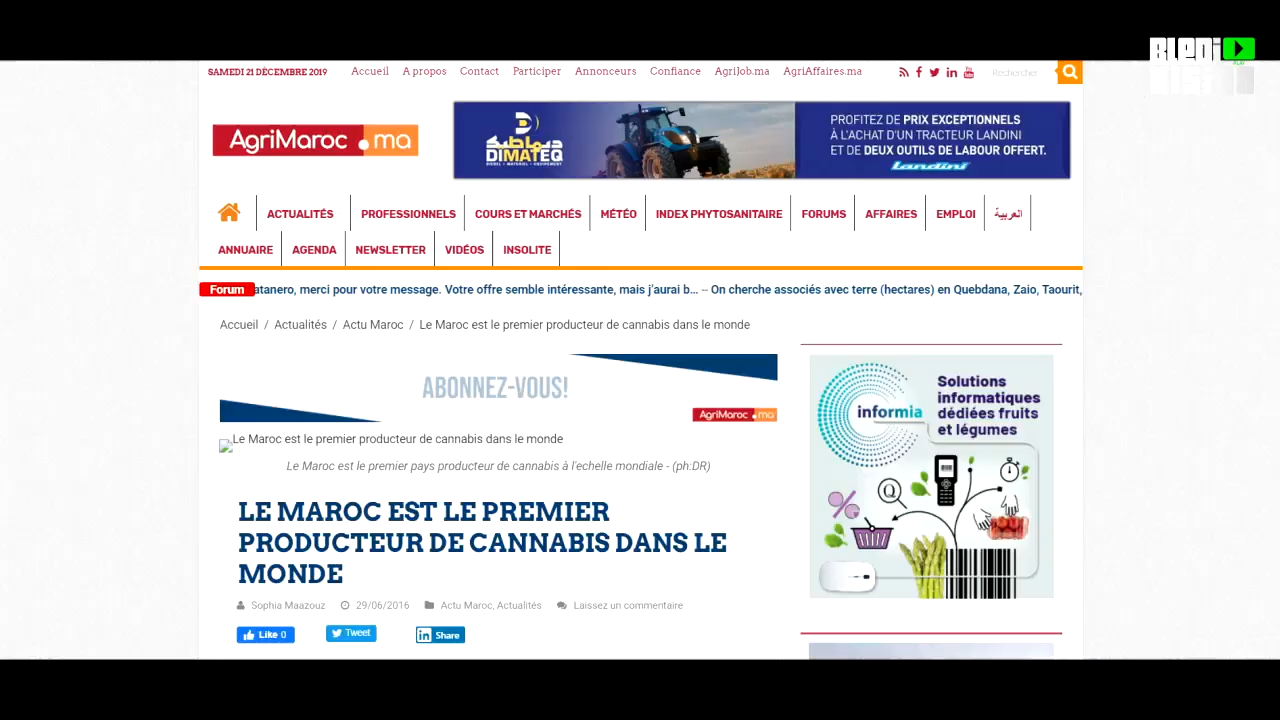 BLEDi
SAMEDI 21 DÉCEMBRE 2019
Accueil A propos Contact Participer Annonceurs Confiance AgriJob.ma AgriAffaires.ma
Rechercher
AgriMaroc.ma
ديماطيك
DIMATEQ
DIESEL - MATERIEL - EQUIPEMENT
PROFITEZ DE PRIX EXCEPTIONNELS
À L'ACHAT D'UN TRACTEUR LANDINI
ET DE DEUX OUTILS DE LABOUR OFFERT.
Landini
ACTUALITÉS PROFESSIONNELS COURS ET MARCHÉS MÉTÉO INDEX PHYTOSANITAIRE FORUMS AFFAIRES EMPLOI العربية
ANNUAIRE AGENDA NEWSLETTER VIDÉOS INSOLITE
Forum atanero, merci pour votre message. Votre offre semble intéressante, mais j'aurai b... -- On cherche associés avec terre (hectares) en Quebdana, Zaio, Taourit,
Accueil / Actualités / Actu Maroc / Le Maroc est le premier producteur de cannabis dans le monde
ABONNEZ-VOUS!
AgriMaroc.ma
Le Maroc est le premier producteur de cannabis dans le monde
Le Maroc est le premier pays producteur de cannabis à l'echelle mondiale - (ph:DR)
LE MAROC EST LE PREMIER
PRODUCTEUR DE CANNABIS DANS LE
MONDE
Sophia Maazouz 29/06/2016 Actu Maroc, Actualités Laissez un commentaire
Like 0 Tweet Share
informia
Solutions
informatiques
dédiées fruits
et légumes